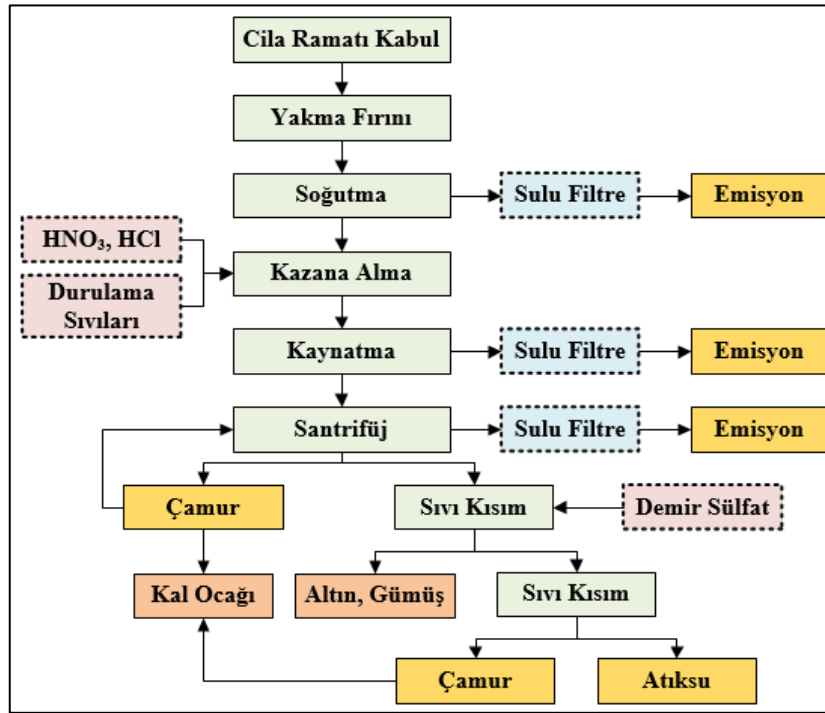 Cila Ramatı Kabul
Yakma Fırını
Soğutma
Sulu Filtre
Emisyon
HNO₃, HCl
Durulama
Sıvıları
Kazana Alma
Kaynatma
Sulu Filtre
Emisyon
Santrifüj
Sulu Filtre
Emisyon
Çamur
Sıvı Kısım
Demir Sülfat
Kal Ocağı
Altın, Gümüş
Sıvı Kısım
Çamur
Atıksu